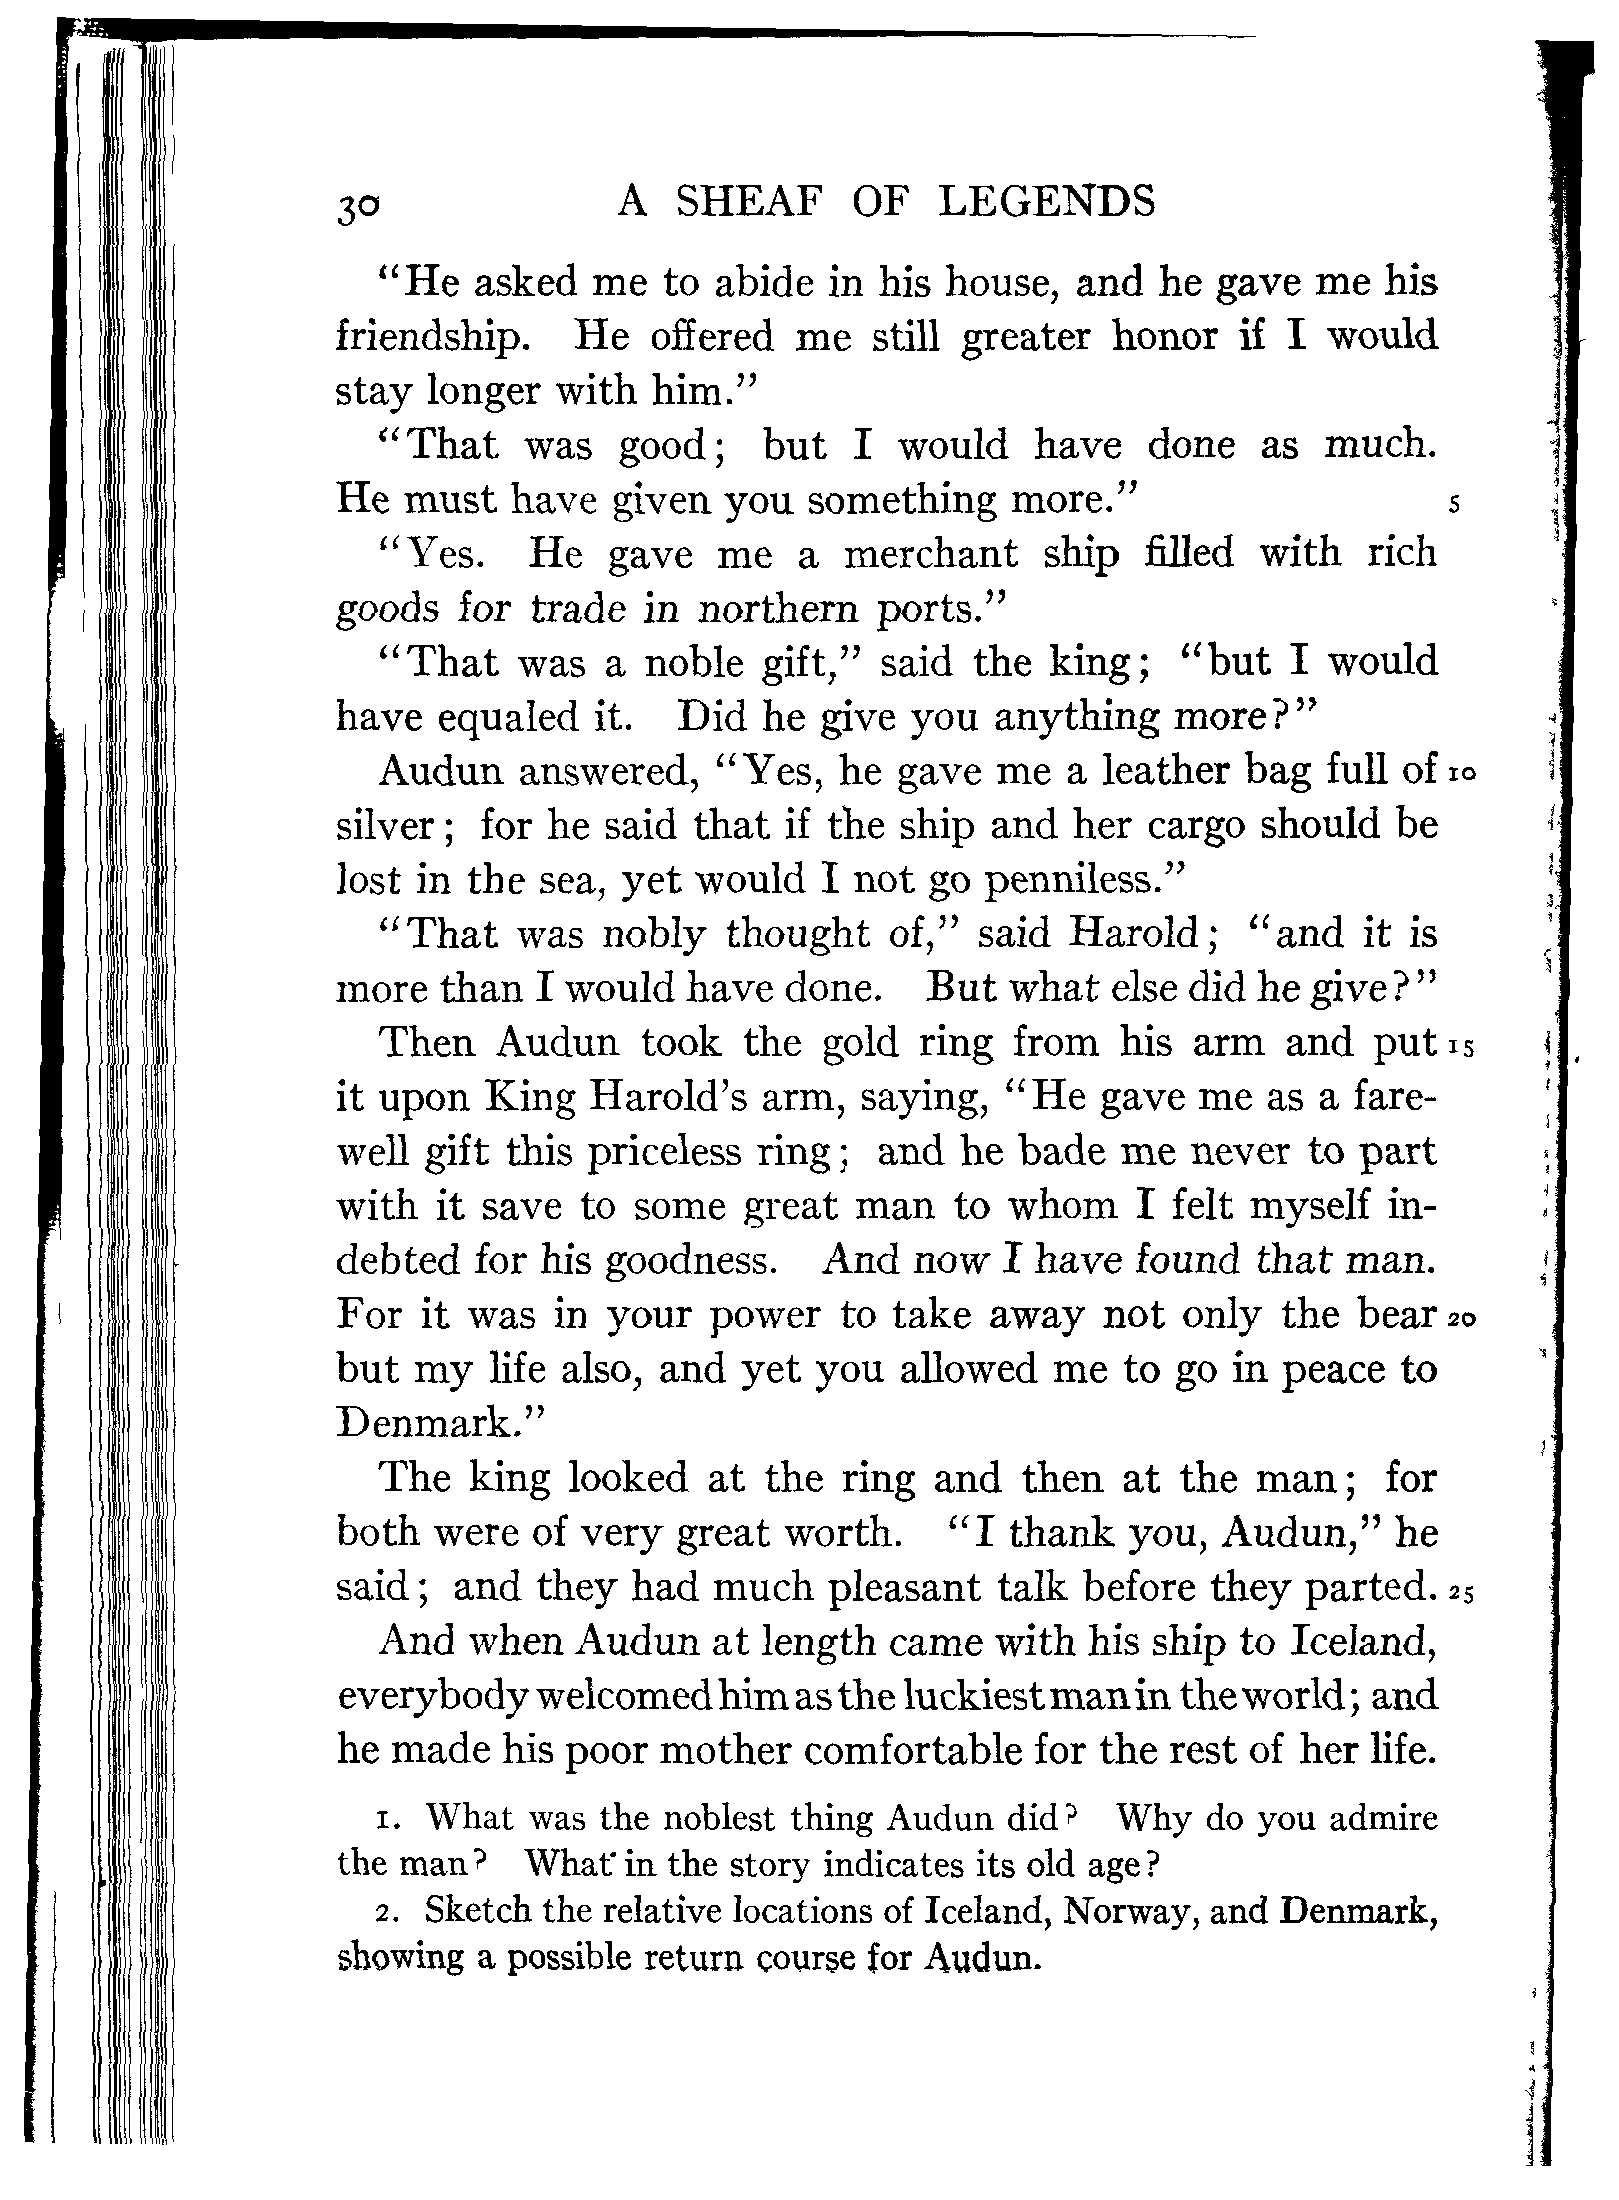 30 A SHEAF OF LEGENDS
“He asked me to abide in his house, and he gave me his
friendship. He offered me still greater honor if I would
stay longer with him.”
“That was good; but I would have done as much.
He must have given you something more.” 5
“Yes. He gave me a merchant ship filled with rich
goods for trade in northern ports.”
“That was a noble gift,” said the king; “but I would
have equaled it. Did he give you anything more?”
Audun answered, “Yes, he gave me a leather bag full of 10
silver; for he said that if the ship and her cargo should be
lost in the sea, yet would I not go penniless.”
“That was nobly thought of,” said Harold; “and it is
more than I would have done. But what else did he give?”
Then Audun took the gold ring from his arm and put 15
it upon King Harold’s arm, saying, “He gave me as a fare-
well gift this priceless ring; and he bade me never to part
with it save to some great man to whom I felt myself in-
debted for his goodness. And now I have found that man.
For it was in your power to take away not only the bear 20
but my life also, and yet you allowed me to go in peace to
Denmark.”
The king looked at the ring and then at the man; for
both were of very great worth. “I thank you, Audun,” he
said; and they had much pleasant talk before they parted. 25
And when Audun at length came with his ship to Iceland,
everybody welcomed him as the luckiest man in the world; and
he made his poor mother comfortable for the rest of her life.
1. What was the noblest thing Audun did? Why do you admire
the man? What in the story indicates its old age?
2. Sketch the relative locations of Iceland, Norway, and Denmark,
showing a possible return course for Audun.